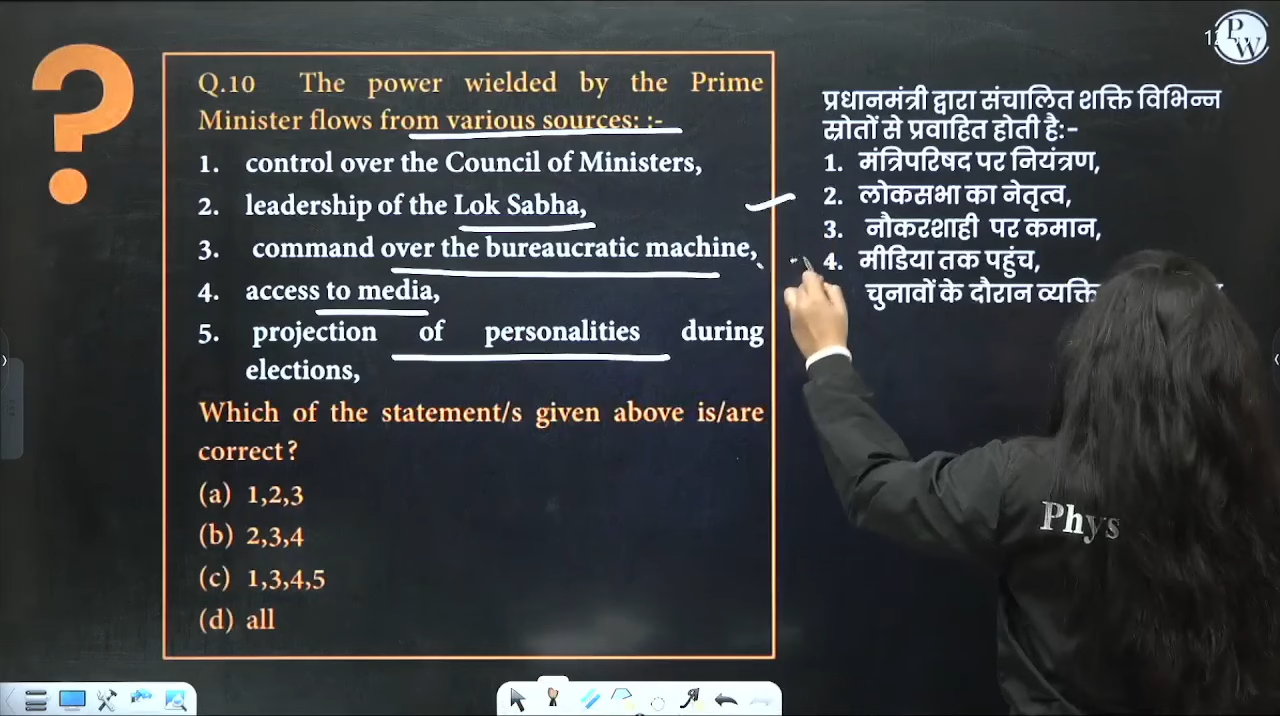 Q.10 The power wielded by the Prime
Minister flows from various sources: :-
1. control over the Council of Ministers,
2. leadership of the Lok Sabha,
3. command over the bureaucratic machine,
4. access to media,
5. projection of personalities during
elections,
Which of the statement/s given above is/are
correct?
(a) 1,2,3
(b) 2,3,4
(c) 1,3,4,5
(d) all
PW
प्रधानमंत्री द्वारा संचालित शक्ति विभिन्न
स्रोतों से प्रवाहित होती है:-
1. मंत्रिपरिषद पर नियंत्रण,
2. लोकसभा का नेतृत्व,
3. नौकरशाही पर कमान,
4. मीडिया तक पहुंच,
चुनावों के दौरान
Phys